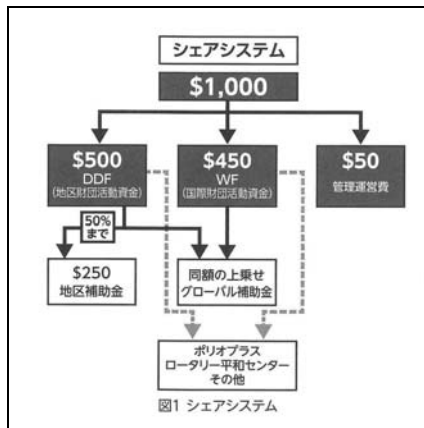 シェアシステム
$1,000
$500
DDF
(地区財団活動資金)
$450
WF
(国際財団活動資金)
$50
管理運営費
50%
まで
$250
地区補助金
同額の上乗せ
グローバル補助金
ポリオプラス
ロータリー平和センター
その他
図1 シェアシステム